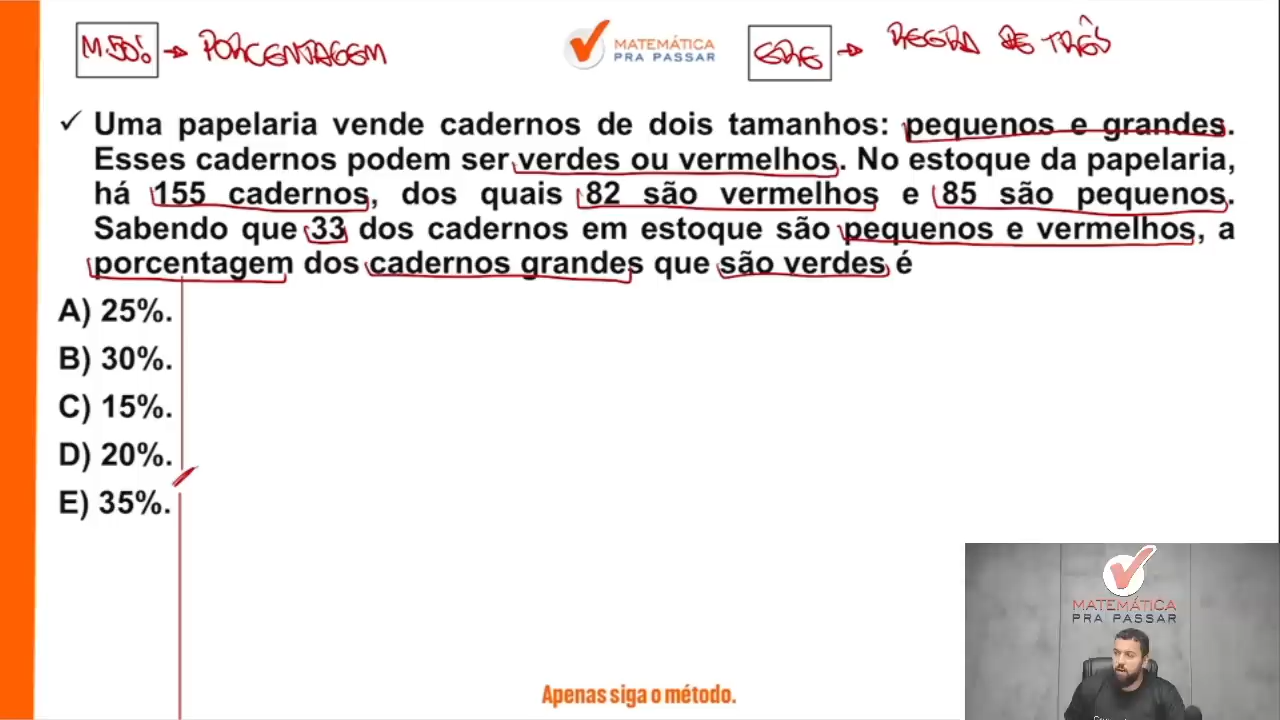 M.50% → PORCENTAGEM
MATEMÁTICA
PRA PASSAR
→ REGRA DE TRÊS
✓ Uma papelaria vende cadernos de dois tamanhos: pequenos e grandes.
Esses cadernos podem ser verdes ou vermelhos. No estoque da papelaria,
há 155 cadernos, dos quais 82 são vermelhos e 85 são pequenos.
Sabendo que 33 dos cadernos em estoque são pequenos e vermelhos, a
porcentagem dos cadernos grandes que são verdes é
A) 25%.
B) 30%.
C) 15%.
D) 20%.
E) 35%.
MATEMÁTICA
PRA PASSAR
Apenas siga o método.